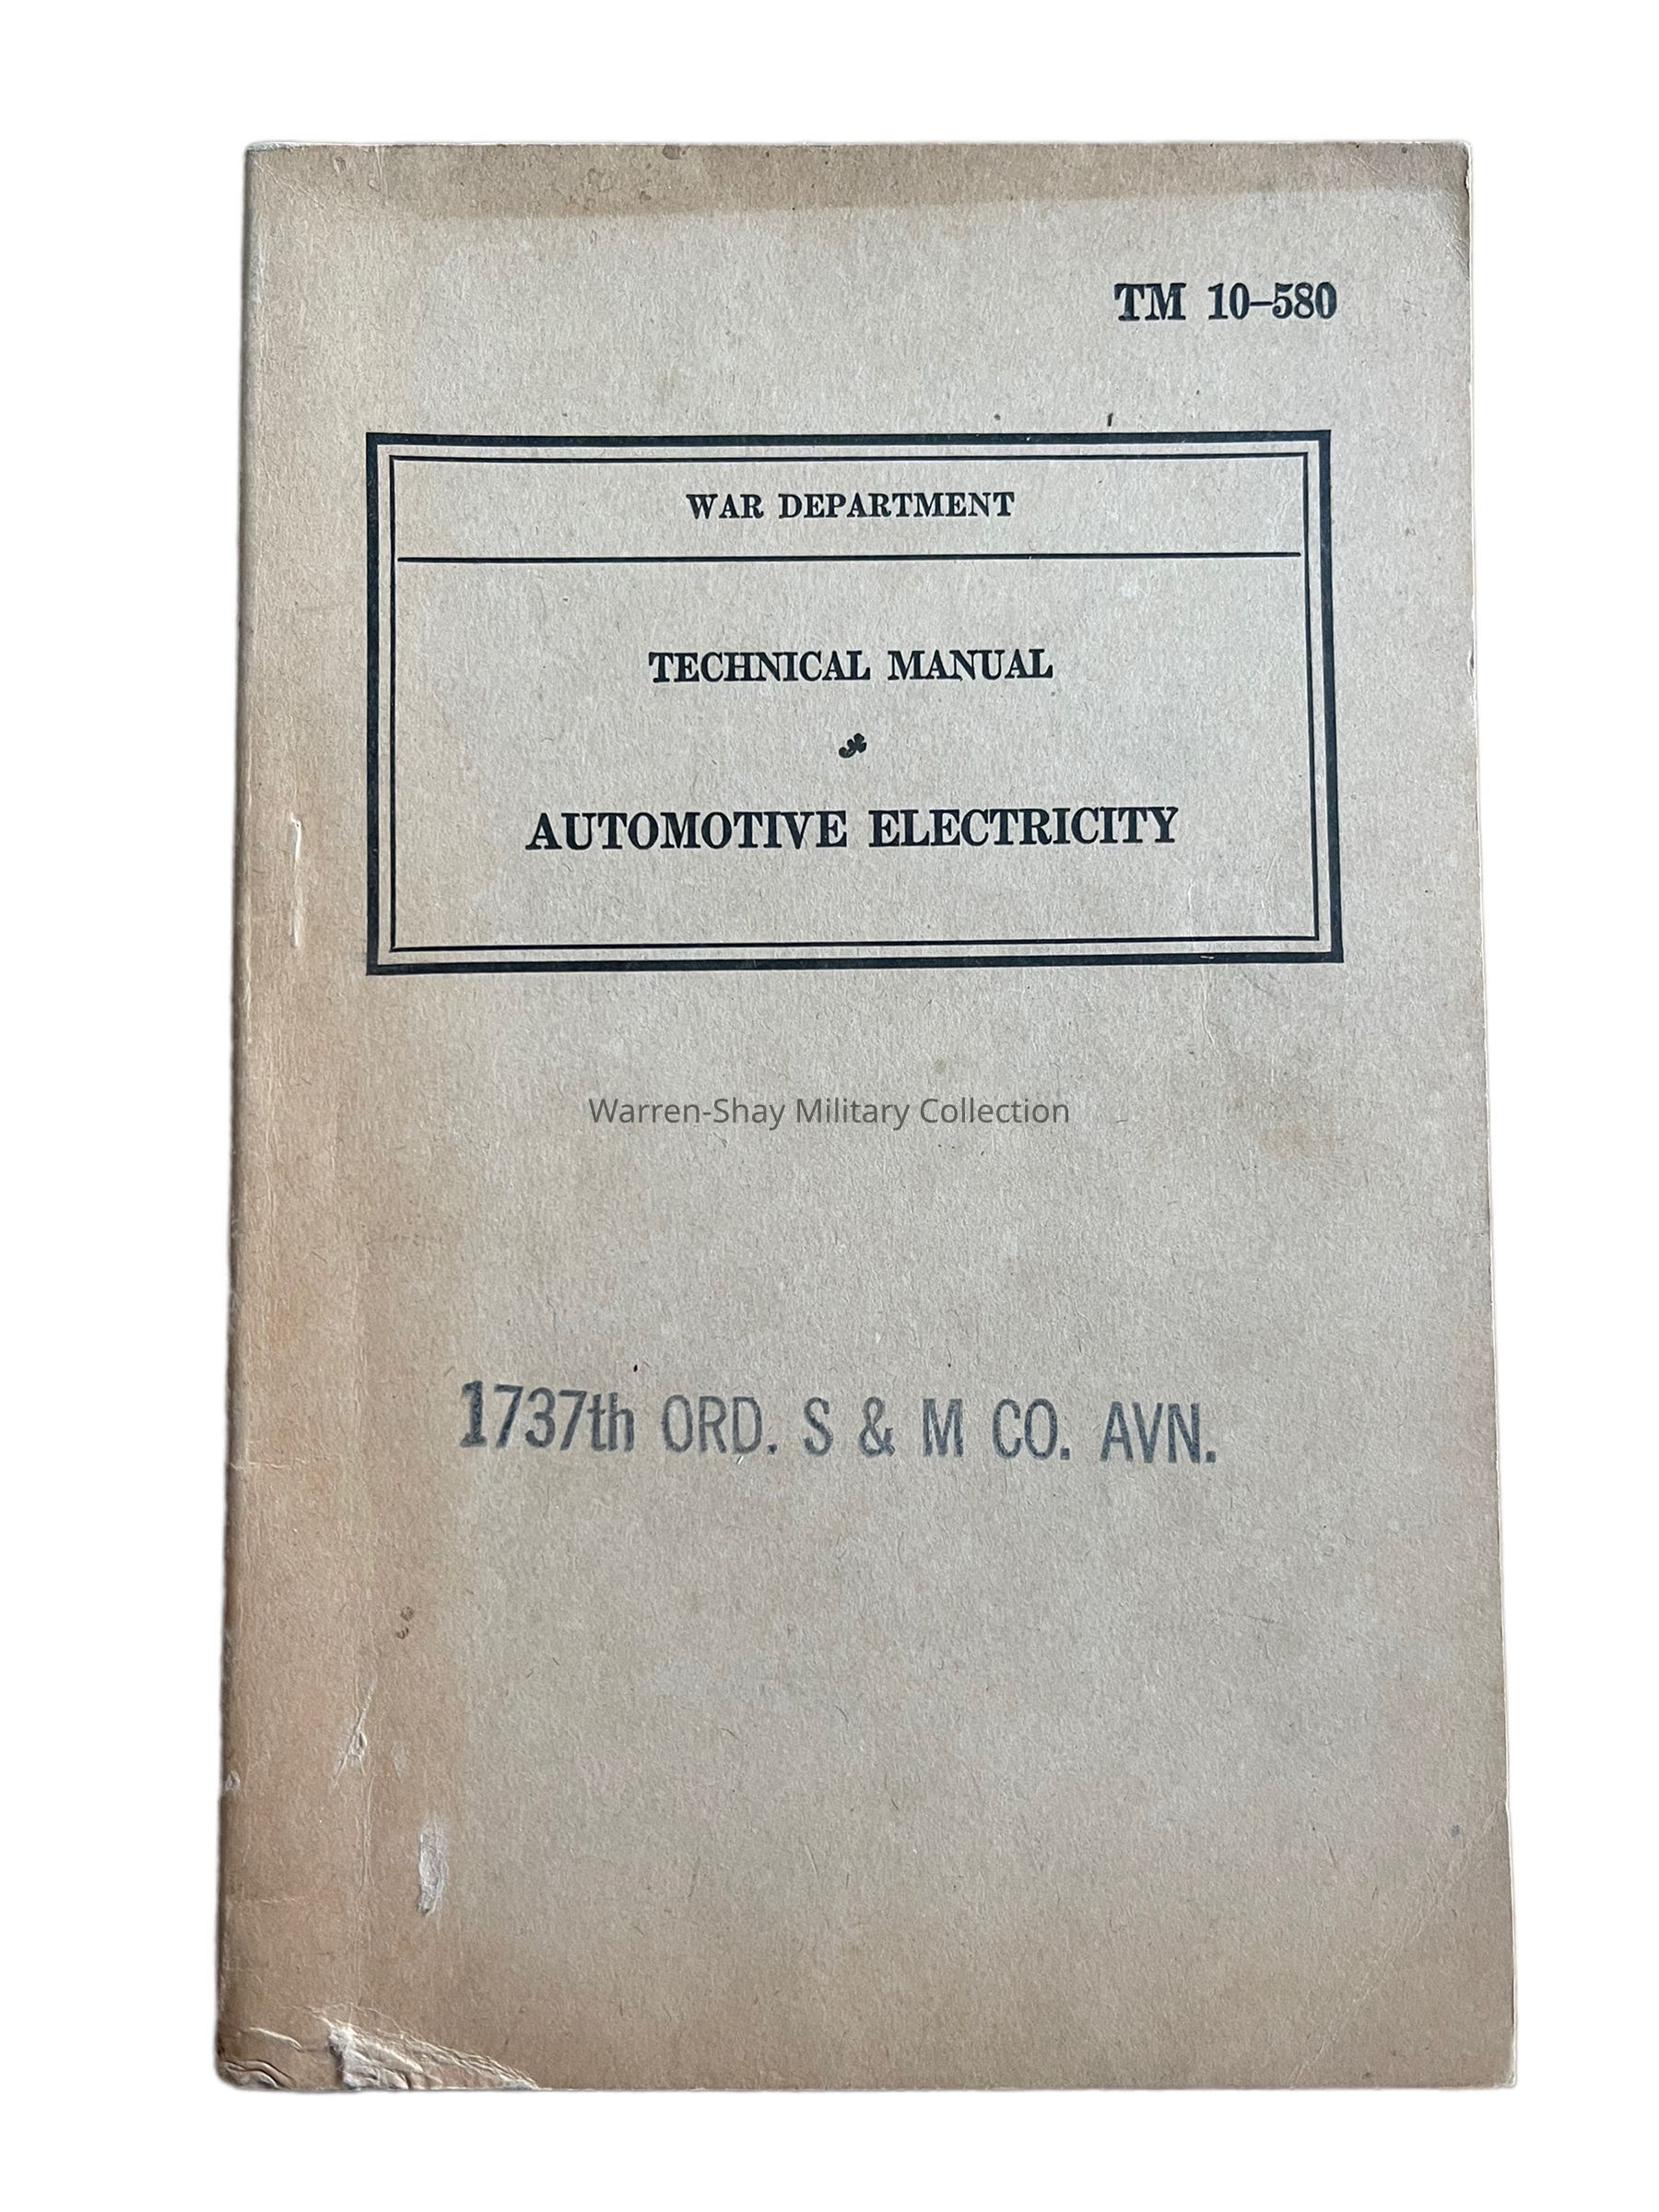 TM 10–580
WAR DEPARTMENT
TECHNICAL MANUAL
AUTOMOTIVE ELECTRICITY
Warren-Shay Military Collection
1737th ORD. S & M CO. AVN.